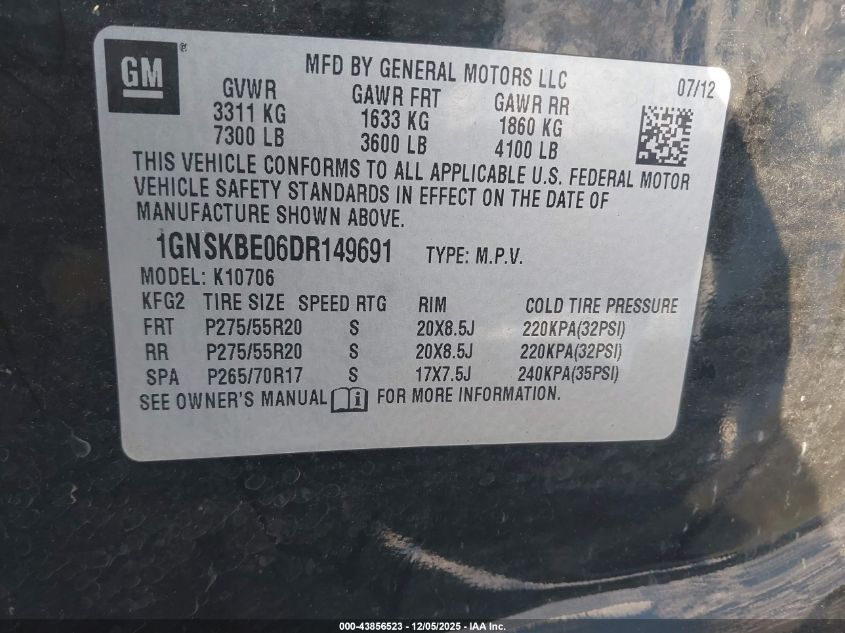 GM ®
MFD BY GENERAL MOTORS LLC 07/12
GVWR GAWR FRT GAWR RR
3311 KG 1633 KG 1860 KG
7300 LB 3600 LB 4100 LB
THIS VEHICLE CONFORMS TO ALL APPLICABLE U.S. FEDERAL MOTOR
VEHICLE SAFETY STANDARDS IN EFFECT ON THE DATE OF
MANUFACTURE SHOWN ABOVE.
1GNSKBE06DR149691 TYPE: M.P.V.
MODEL: K10706
KFG2 TIRE SIZE SPEED RTG RIM COLD TIRE PRESSURE
FRT P275/55R20 S 20X8.5J 220KPA(32PSI)
RR P275/55R20 S 20X8.5J 220KPA(32PSI)
SPA P265/70R17 S 17X7.5J 240KPA(35PSI)
SEE OWNER'S MANUAL i FOR MORE INFORMATION.
000-43856523 - 12/05/2025 - IAA Inc.